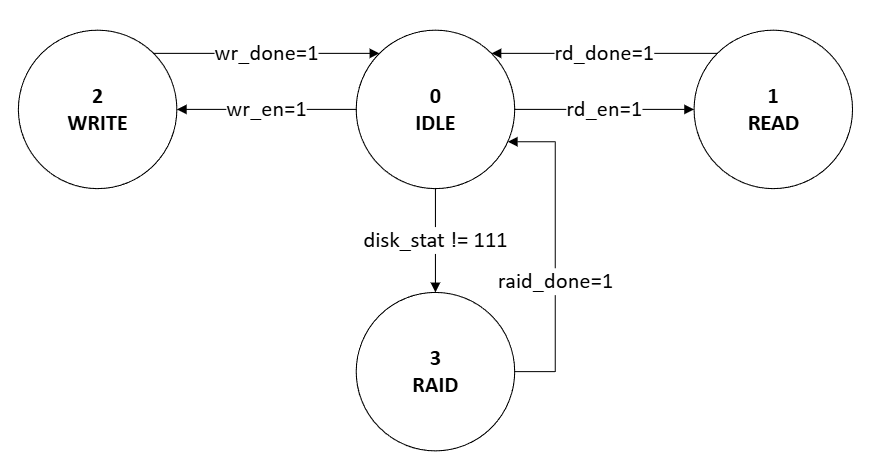 wr_done=1
rd_done=1
2
WRITE
wr_en=1
0
IDLE
rd_en=1
1
READ
disk_stat != 111
raid_done=1
3
RAID